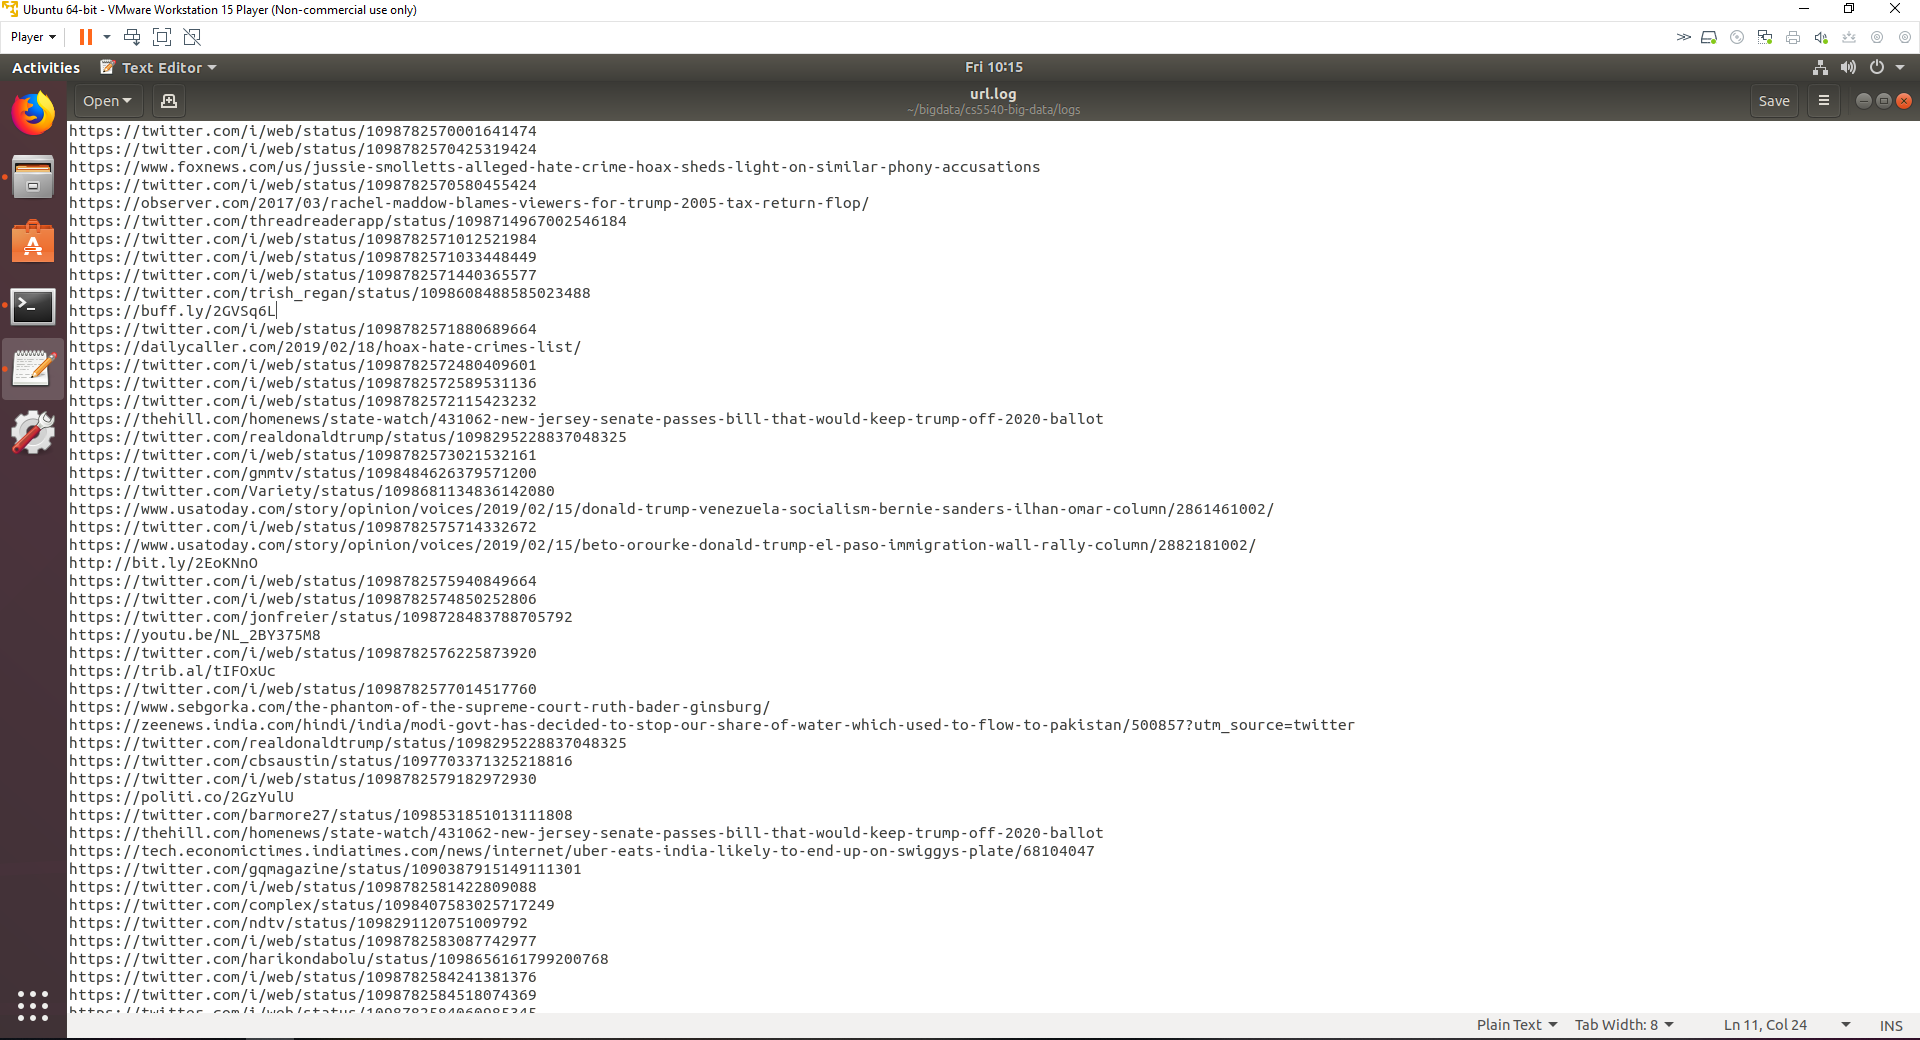 Ubuntu 64-bit - VMware Workstation 15 Player (Non-commercial use only)
Player
Activities Text Editor Fri 10:15
Open url.log Save
~/bigdata/cs5540-big-data/logs
https://twitter.com/i/web/status/1098782570001641474
https://twitter.com/i/web/status/1098782570425319424
https://www.foxnews.com/us/jussie-smolletts-alleged-hate-crime-hoax-sheds-light-on-similar-phony-accusations
https://twitter.com/i/web/status/1098782570580455424
https://observer.com/2017/03/rachel-maddow-blames-viewers-for-trump-2005-tax-return-flop/
https://twitter.com/threadreaderapp/status/1098714967002546184
https://twitter.com/i/web/status/1098782571012521984
https://twitter.com/i/web/status/1098782571033448449
https://twitter.com/i/web/status/1098782571440365577
https://twitter.com/trish_regan/status/1098608488585023488
https://buff.ly/2GVSq6L
https://twitter.com/i/web/status/1098782571880689664
https://dailycaller.com/2019/02/18/hoax-hate-crimes-list/
https://twitter.com/i/web/status/1098782572480409601
https://twitter.com/i/web/status/1098782572589531136
https://twitter.com/i/web/status/1098782572115423232
https://thehill.com/homenews/state-watch/431062-new-jersey-senate-passes-bill-that-would-keep-trump-off-2020-ballot
https://twitter.com/realdonaldtrump/status/1098295228837048325
https://twitter.com/i/web/status/1098782573021532161
https://twitter.com/gmmtv/status/1098484626379571200
https://twitter.com/Variety/status/1098681134836142080
https://www.usatoday.com/story/opinion/voices/2019/02/15/donald-trump-venezuela-socialism-bernie-sanders-ilhan-omar-column/2861461002/
https://twitter.com/i/web/status/1098782575714332672
https://www.usatoday.com/story/opinion/voices/2019/02/15/beto-orourke-donald-trump-el-paso-immigration-wall-rally-column/2882181002/
http://bit.ly/2EoKNnO
https://twitter.com/i/web/status/1098782575940849664
https://twitter.com/i/web/status/1098782574850252806
https://twitter.com/jonfreier/status/1098728483788705792
https://youtu.be/NL_2BY375M8
https://twitter.com/i/web/status/1098782576225873920
https://trib.al/tIFOxUc
https://twitter.com/i/web/status/1098782577014517760
https://www.sebgorka.com/the-phantom-of-the-supreme-court-ruth-bader-ginsburg/
https://zeenews.india.com/hindi/india/modi-govt-has-decided-to-stop-our-share-of-water-which-used-to-flow-to-pakistan/500857?utm_source=twitter
https://twitter.com/realdonaldtrump/status/1098295228837048325
https://twitter.com/cbsaustin/status/1097703371325218816
https://twitter.com/i/web/status/1098782579182972930
https://politi.co/2GzYulU
https://twitter.com/barmore27/status/1098531851013111808
https://thehill.com/homenews/state-watch/431062-new-jersey-senate-passes-bill-that-would-keep-trump-off-2020-ballot
https://tech.economictimes.indiatimes.com/news/internet/uber-eats-india-likely-to-end-up-on-swiggys-plate/68104047
https://twitter.com/gqmagazine/status/1090387915149111301
https://twitter.com/i/web/status/1098782581422809088
https://twitter.com/complex/status/1098407583025717249
https://twitter.com/ndtv/status/1098291120751009792
https://twitter.com/i/web/status/1098782583087742977
https://twitter.com/harikondabolu/status/1098656161799200768
https://twitter.com/i/web/status/1098782584241381376
https://twitter.com/i/web/status/1098782584518074369
Plain Text Tab Width: 8 Ln 11, Col 24 INS